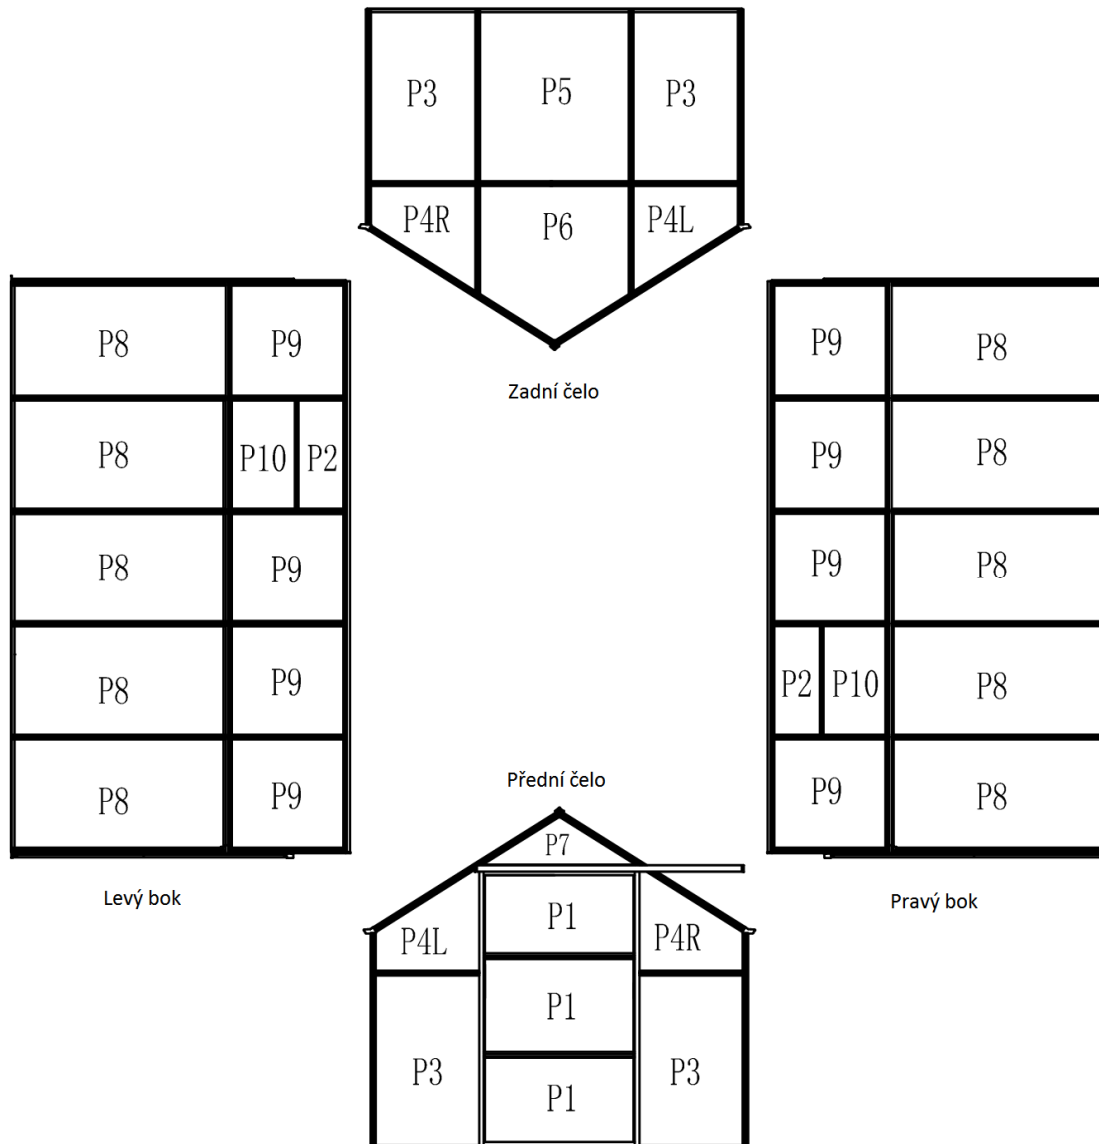 P3 P5 P3
P4R P6 P4L
Zadní čelo
P8 P9
P8 P10 P2
P8 P9
P8 P9
P8 P9
Levý bok
P9 P8
P9 P8
P9 P8
P2 P10 P8
P9 P8
Pravý bok
Přední čelo
P7
P1
P4L P4R
P1
P3 P3
P1